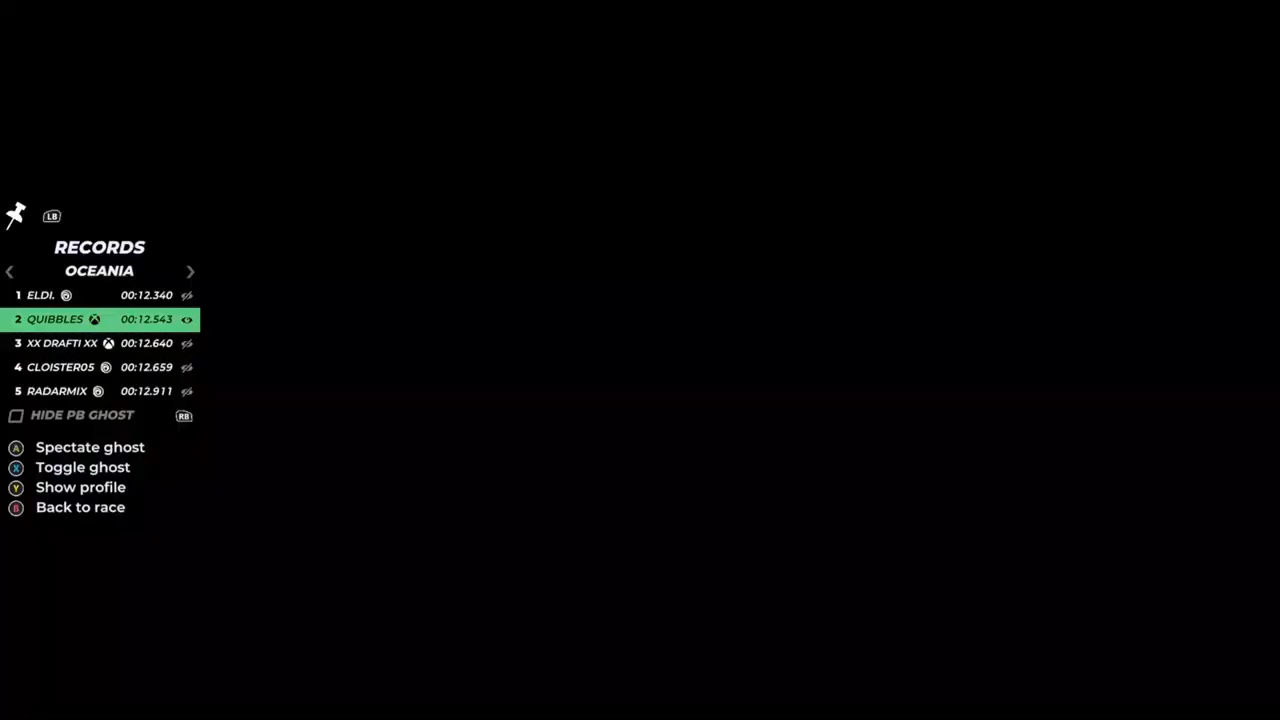 LB
RECORDS
OCEANIA
1 ELDI. 00:12.340
2 QUIBBLES 00:12.543
3 XX DRAFTI XX 00:12.640
4 CLOISTER05 00:12.659
5 RADARMIX 00:12.911
HIDE PB GHOST RB
A Spectate ghost
X Toggle ghost
Y Show profile
B Back to race